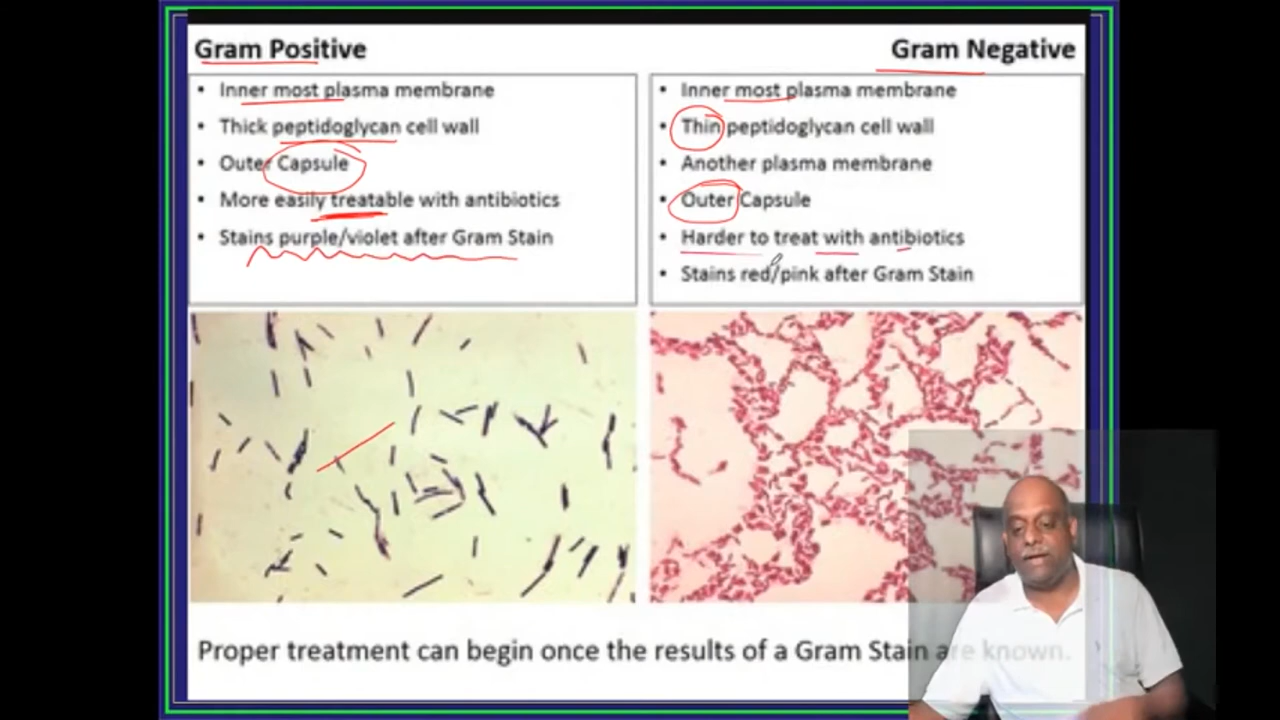 Gram Positive
Gram Negative
• Inner most plasma membrane
• Thick peptidoglycan cell wall
• Outer Capsule
• More easily treatable with antibiotics
• Stains purple/violet after Gram Stain
• Inner most plasma membrane
• Thin peptidoglycan cell wall
• Another plasma membrane
• Outer Capsule
• Harder to treat with antibiotics
• Stains red/pink after Gram Stain
Proper treatment can begin once the results of a Gram Stain are known.